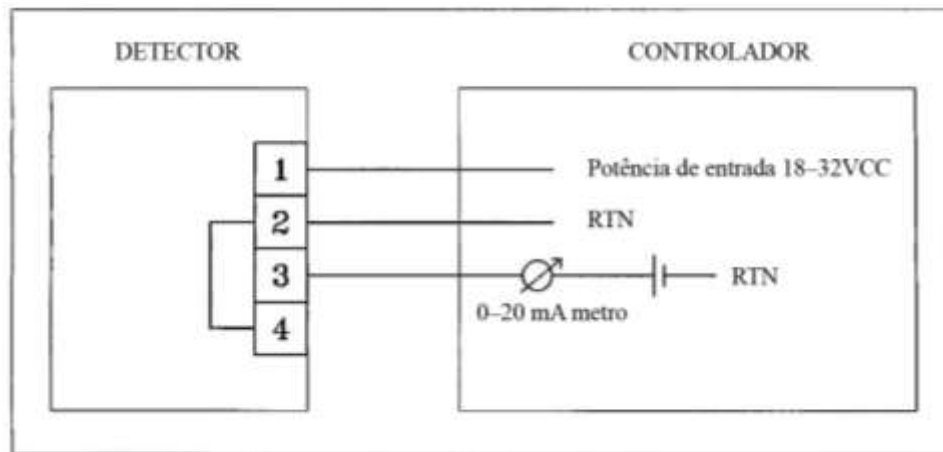 DETECTOR
CONTROLADOR
1
Potência de entrada 18–32VCC
2
RTN
3
RTN
0–20 mA metro
4